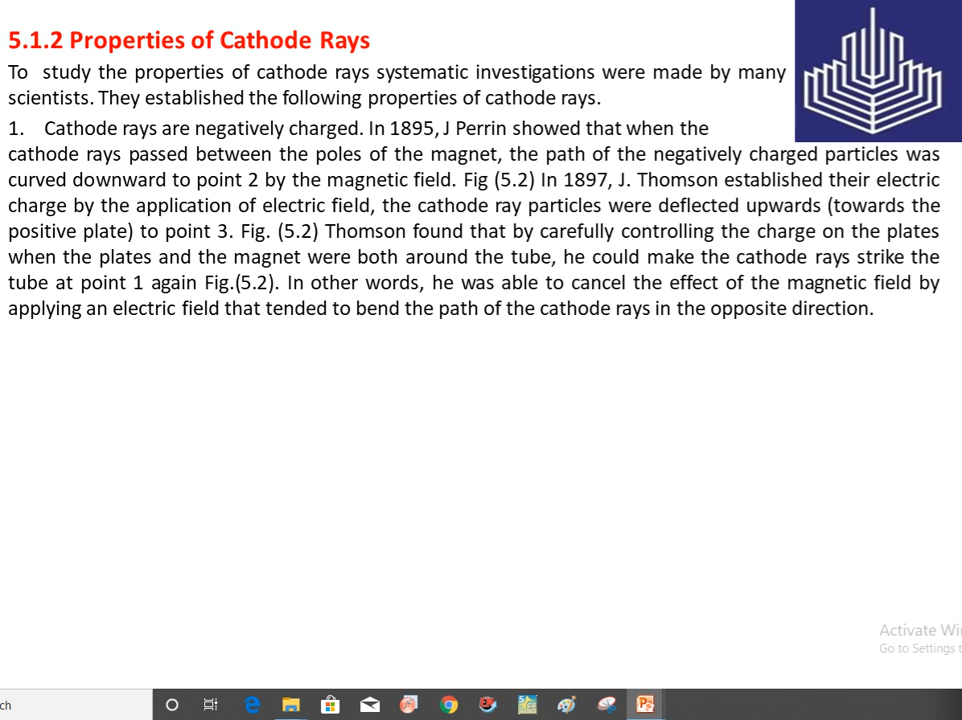 5.1.2 Properties of Cathode Rays
To study the properties of cathode rays systematic investigations were made by many
scientists. They established the following properties of cathode rays.
1. Cathode rays are negatively charged. In 1895, J Perrin showed that when the
cathode rays passed between the poles of the magnet, the path of the negatively charged particles was
curved downward to point 2 by the magnetic field. Fig (5.2) In 1897, J. Thomson established their electric
charge by the application of electric field, the cathode ray particles were deflected upwards (towards the
positive plate) to point 3. Fig. (5.2) Thomson found that by carefully controlling the charge on the plates
when the plates and the magnet were both around the tube, he could make the cathode rays strike the
tube at point 1 again Fig.(5.2). In other words, he was able to cancel the effect of the magnetic field by
applying an electric field that tended to bend the path of the cathode rays in the opposite direction.
Activate Wi
Go to Settings t
ch